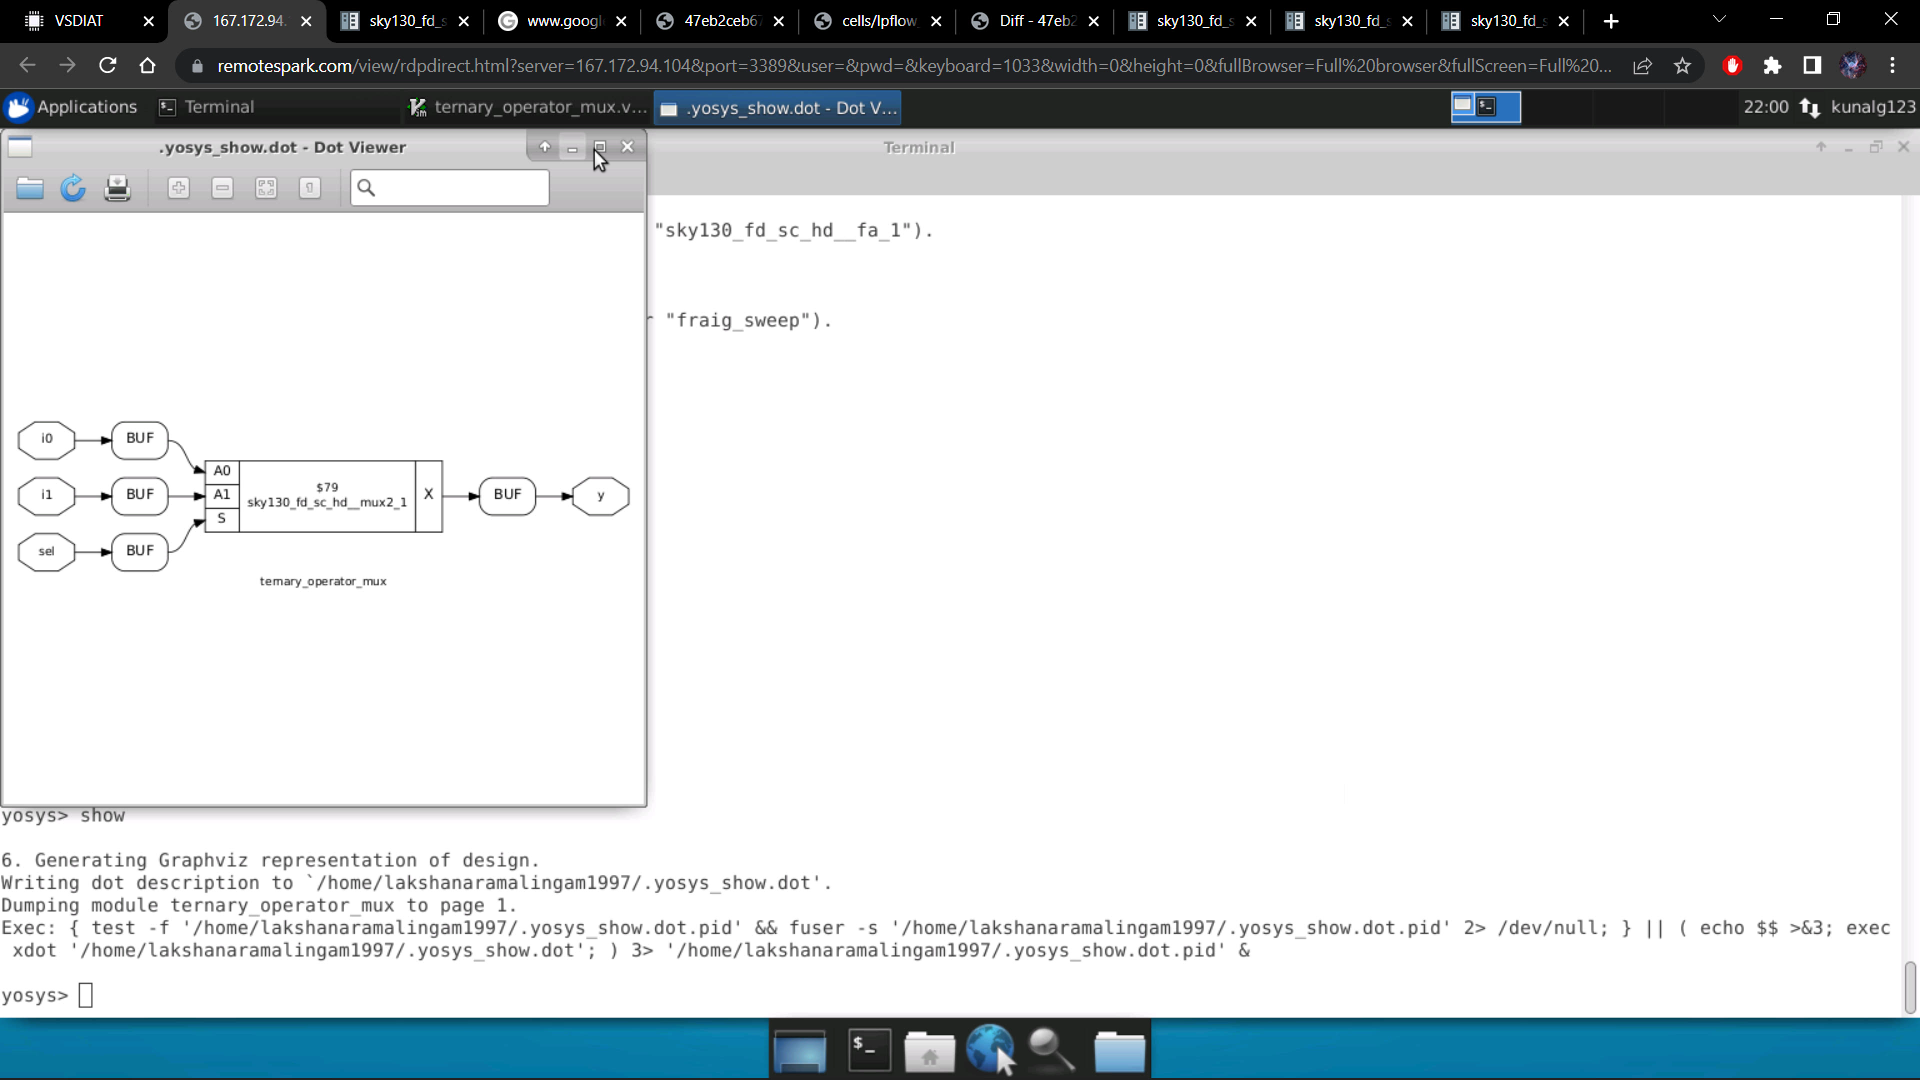 VSDIAT
167.172.94.
sky130_fd_s
www.googl
47eb2ceb67
cells/lpflow
Diff - 47eb2
sky130_fd_s
sky130_fd_s
sky130_fd_s
remotespark.com/view/rdpdirect.html?server=167.172.94.104&port=3389&user=&pwd=&keyboard=1033&width=0&height=0&fullBrowser=Full%20browser&fullScreen=Full%20...
Applications
Terminal
ternary_operator_mux.v...
.yosys_show.dot - Dot V...
22:00
kunalg123
.yosys_show.dot - Dot Viewer
Terminal
"sky130_fd_sc_hd__fa_1").
"fraig_sweep").
i0
BUF
i1
BUF
sel
BUF
A0
A1
S
$79
sky130_fd_sc_hd__mux2_1
X
BUF
y
ternary_operator_mux
yosys> show
6. Generating Graphviz representation of design.
Writing dot description to `/home/lakshanaramalingam1997/.yosys_show.dot'.
Dumping module ternary_operator_mux to page 1.
Exec: { test -f '/home/lakshanaramalingam1997/.yosys_show.dot.pid' && fuser -s '/home/lakshanaramalingam1997/.yosys_show.dot.pid' 2> /dev/null; } || ( echo $$ >&3; exec
xdot '/home/lakshanaramalingam1997/.yosys_show.dot'; ) 3> '/home/lakshanaramalingam1997/.yosys_show.dot.pid' &
yosys>
$_